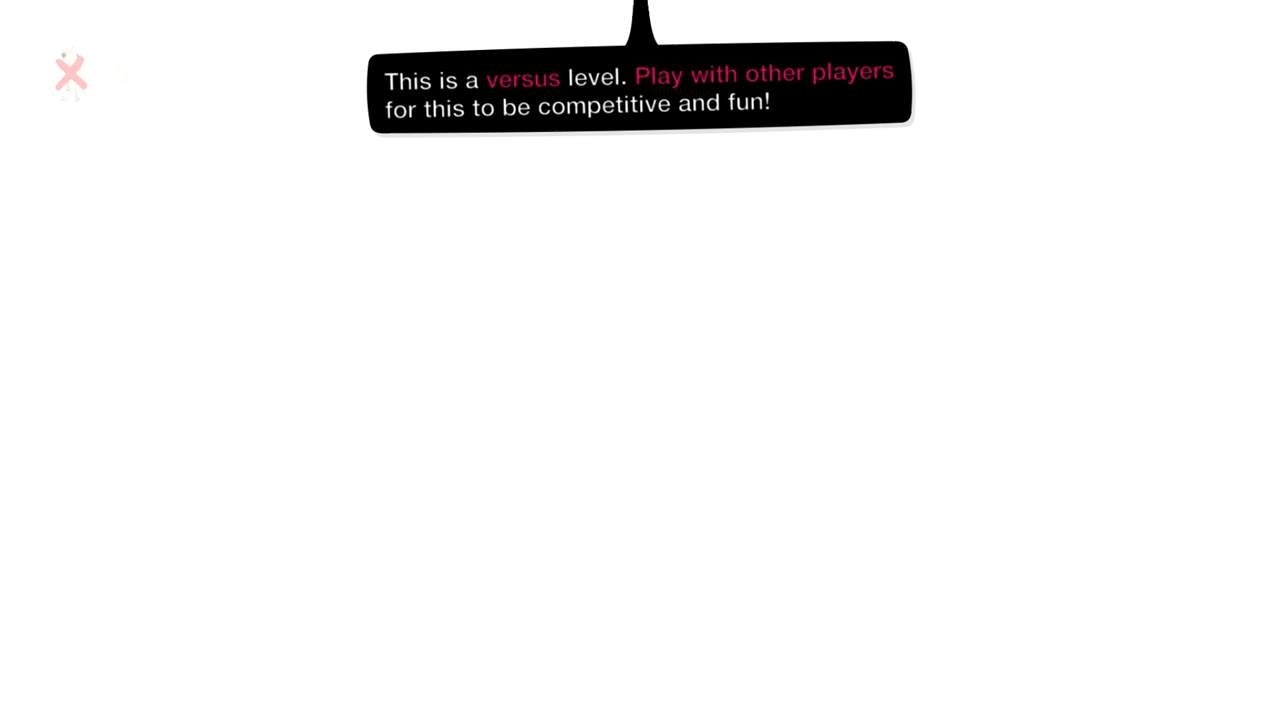 This is a versus level. Play with other players
for this to be competitive and fun!